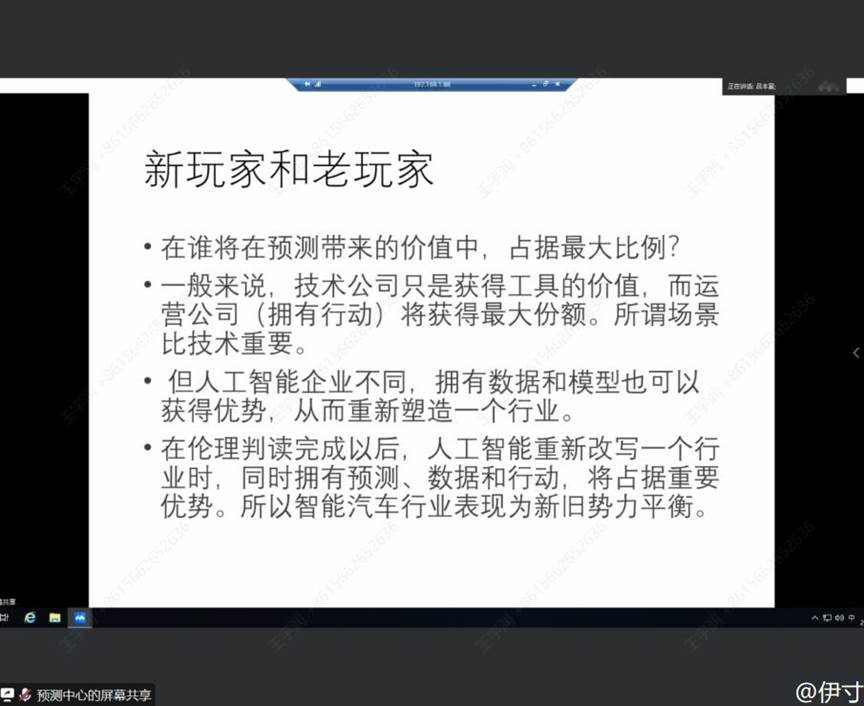 192.168.1.88
正在讲话: 吕本富;
新玩家和老玩家
• 在谁将在预测带来的价值中，占据最大比例？
• 一般来说，技术公司只是获得工具的价值，而运
营公司（拥有行动）将获得最大份额。所谓场景
比技术重要。
• 但人工智能企业不同，拥有数据和模型也可以
获得优势，从而重新塑造一个行业。
• 在伦理判读完成以后，人工智能重新改写一个行
业时，同时拥有预测、数据和行动，将占据重要
优势。所以智能汽车行业表现为新旧势力平衡。
中
预测中心的屏幕共享
@伊寸